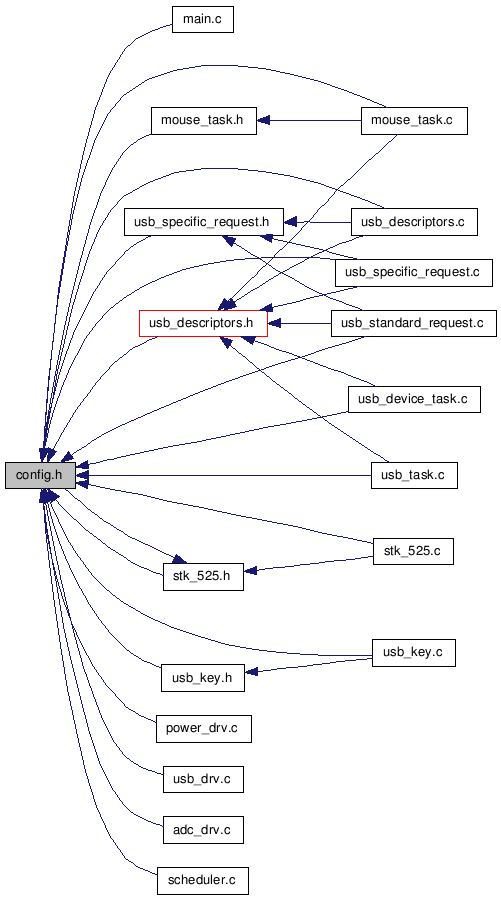 main.c
mouse_task.h
mouse_task.c
usb_specific_request.h
usb_descriptors.c
usb_specific_request.c
usb_descriptors.h
usb_standard_request.c
usb_device_task.c
config.h
usb_task.c
stk_525.c
stk_525.h
usb_key.c
usb_key.h
power_drv.c
usb_drv.c
adc_drv.c
scheduler.c